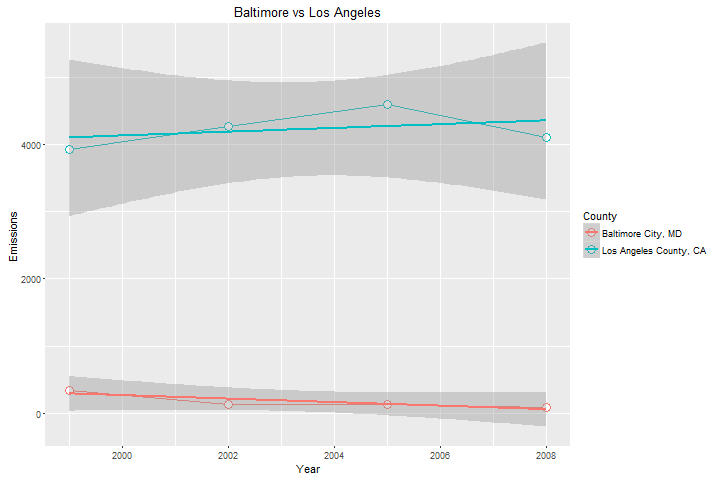 Baltimore vs Los Angeles
Emissions
4000
2000
0
2000
2002
2004
2006
2008
Year
County
Baltimore City, MD
Los Angeles County, CA